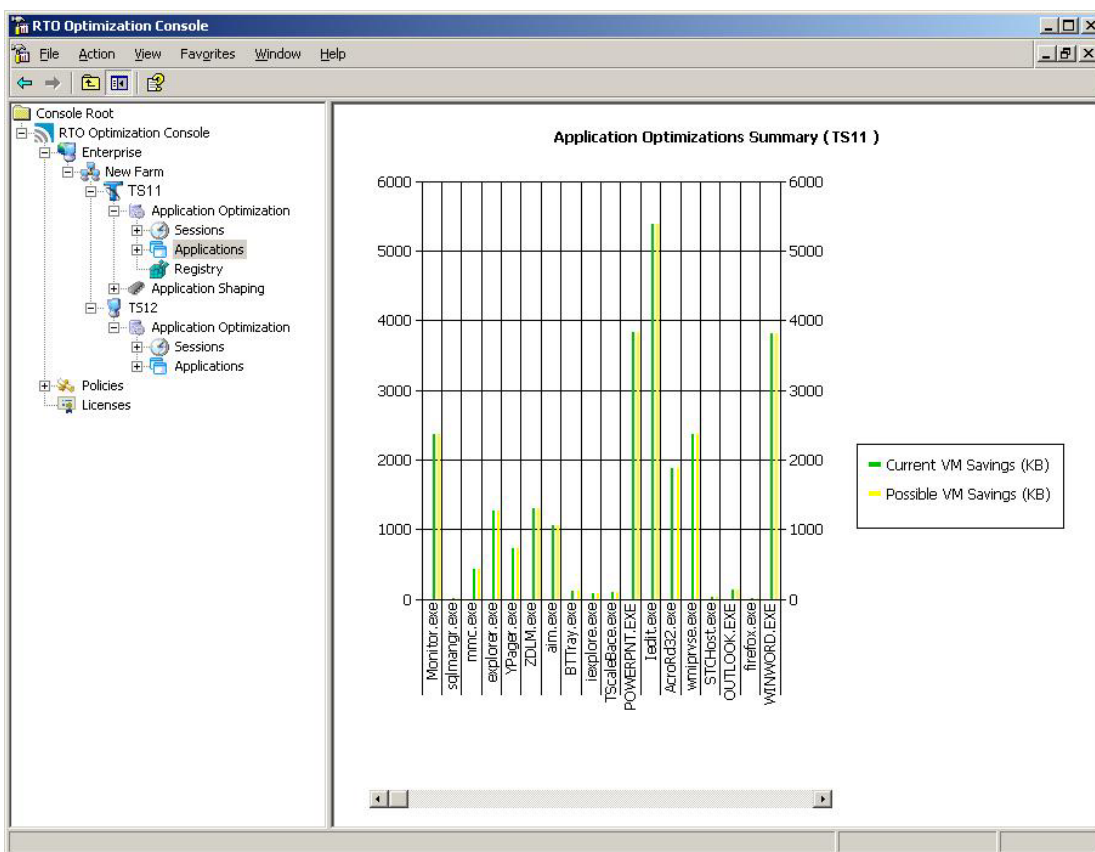 RTO Optimization Console
File Action View Favorites Window Help
Console Root
RTO Optimization Console
Enterprise
New Farm
TS11
Application Optimization
Sessions
Applications
Registry
Application Shaping
TS12
Application Optimization
Sessions
Applications
Policies
Licenses
Application Optimizations Summary ( TS11 )
6000 6000
5000 5000
4000 4000
3000 3000
2000 2000
1000 1000
0 0
Monitor.exe
sqlmangr.exe
mmc.exe
explorer.exe
YPager.exe
ZDLM.exe
aim.exe
BTTray.exe
iexplore.exe
TScaleBace.exe
POWERPNT.EXE
Iedit.exe
AcroRd32.exe
wmiprvse.exe
STCHost.exe
OUTLOOK.EXE
firefox.exe
WINWORD.EXE
Current VM Savings (KB)
Possible VM Savings (KB)